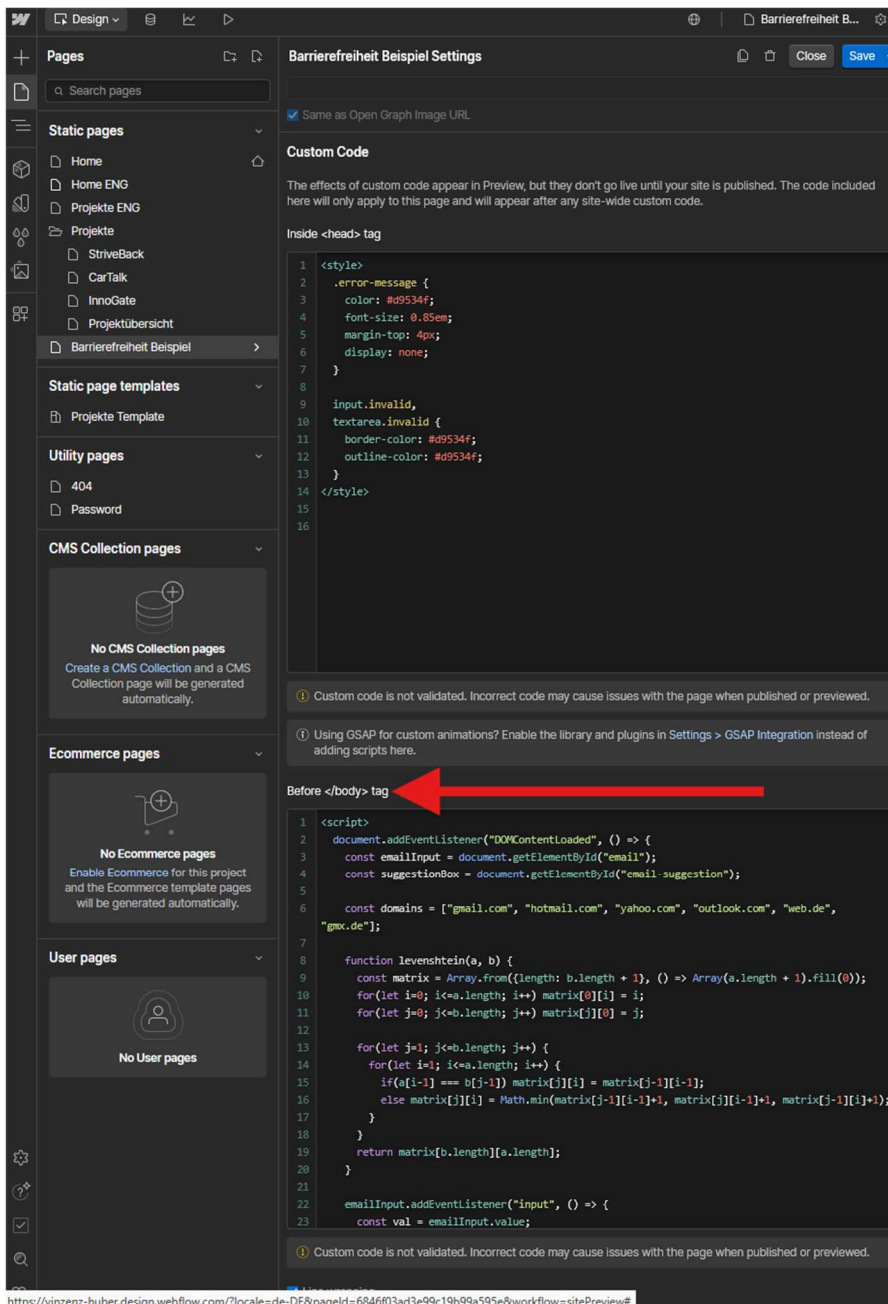 Design
Barrierefreiheit B...
Pages
Barrierefreiheit Beispiel Settings
Close
Save
Search pages
Same as Open Graph Image URL
Static pages
Home
Home ENG
Projekte ENG
Projekte
StriveBack
CarTalk
InnoGate
Projektübersicht
Barrierefreiheit Beispiel
Static page templates
Projekte Template
Utility pages
404
Password
CMS Collection pages
No CMS Collection pages
Create a CMS Collection and a CMS
Collection page will be generated
automatically.
Ecommerce pages
No Ecommerce pages
Enable Ecommerce for this project
and the Ecommerce template pages
will be generated automatically.
User pages
No User pages
Custom Code
The effects of custom code appear in Preview, but they don't go live until your site is published. The code included
here will only apply to this page and will appear after any site-wide custom code.
Inside <head> tag
1 <style>
2 .error-message {
3 color: #d9534f;
4 font-size: 0.85em;
5 margin-top: 4px;
6 display: none;
7 }
8
9 input.invalid,
10 textarea.invalid {
11 border-color: #d9534f;
12 outline-color: #d9534f;
13 }
14 </style>
15
16
Custom code is not validated. Incorrect code may cause issues with the page when published or previewed.
Using GSAP for custom animations? Enable the library and plugins in Settings > GSAP Integration instead of
adding scripts here.
Before </body> tag
1 <script>
2 document.addEventListener("DOMContentLoaded", () => {
3 const emailInput = document.getElementById("email");
4 const suggestionBox = document.getElementById("email-suggestion");
5
6 const domains = ["gmail.com", "hotmail.com", "yahoo.com", "outlook.com", "web.de",
"gmx.de"];
7
8 function levenshtein(a, b) {
9 const matrix = Array.from({length: b.length + 1}, () => Array(a.length + 1).fill(0));
10 for(let i=0; i<=a.length; i++) matrix[0][i] = i;
11 for(let j=0; j<=b.length; j++) matrix[j][0] = j;
12
13 for(let j=1; j<=b.length; j++) {
14 for(let i=1; i<=a.length; i++) {
15 if(a[i-1] === b[j-1]) matrix[j][i] = matrix[j-1][i-1];
16 else matrix[j][i] = Math.min(matrix[j-1][i-1]+1, matrix[j][i-1]+1, matrix[j-1][i]+1);
17 }
18 }
19 return matrix[b.length][a.length];
20 }
21
22 emailInput.addEventListener("input", () => {
23 const val = emailInput.value;
Custom code is not validated. Incorrect code may cause issues with the page when published or previewed.
https://vinzenz-huber.design.webflow.com/?locale=de-DE&pageId=6846f03ad3e99c19b99a595e&workflow=sitePreview#